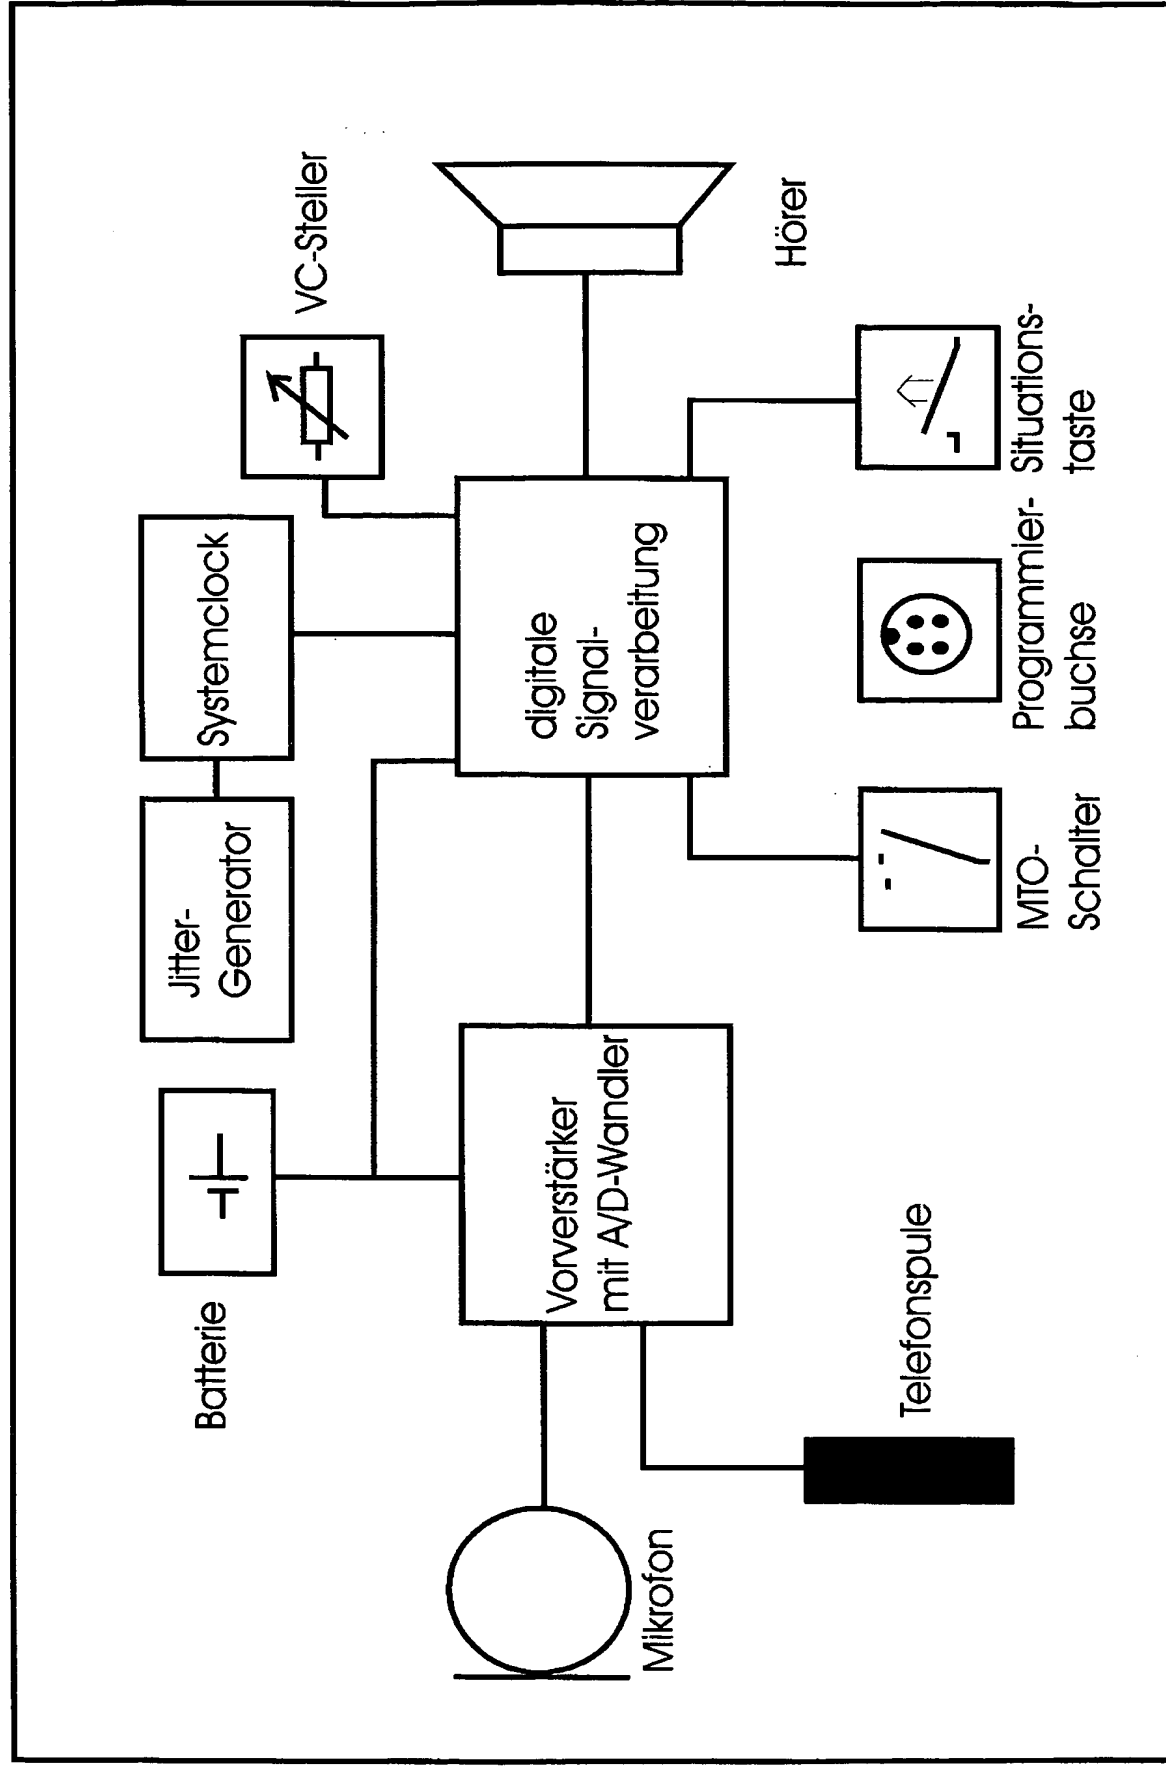 Batterie
Jitter-
Generator
Systemclock
VC-Steller
Mikrofon
Vorverstärker
mit A/D-Wandler
digitale
Signal-
verarbeitung
Hörer
Telefonspule
MTO-
Schalter
Programmier-
buchse
Situations-
taste